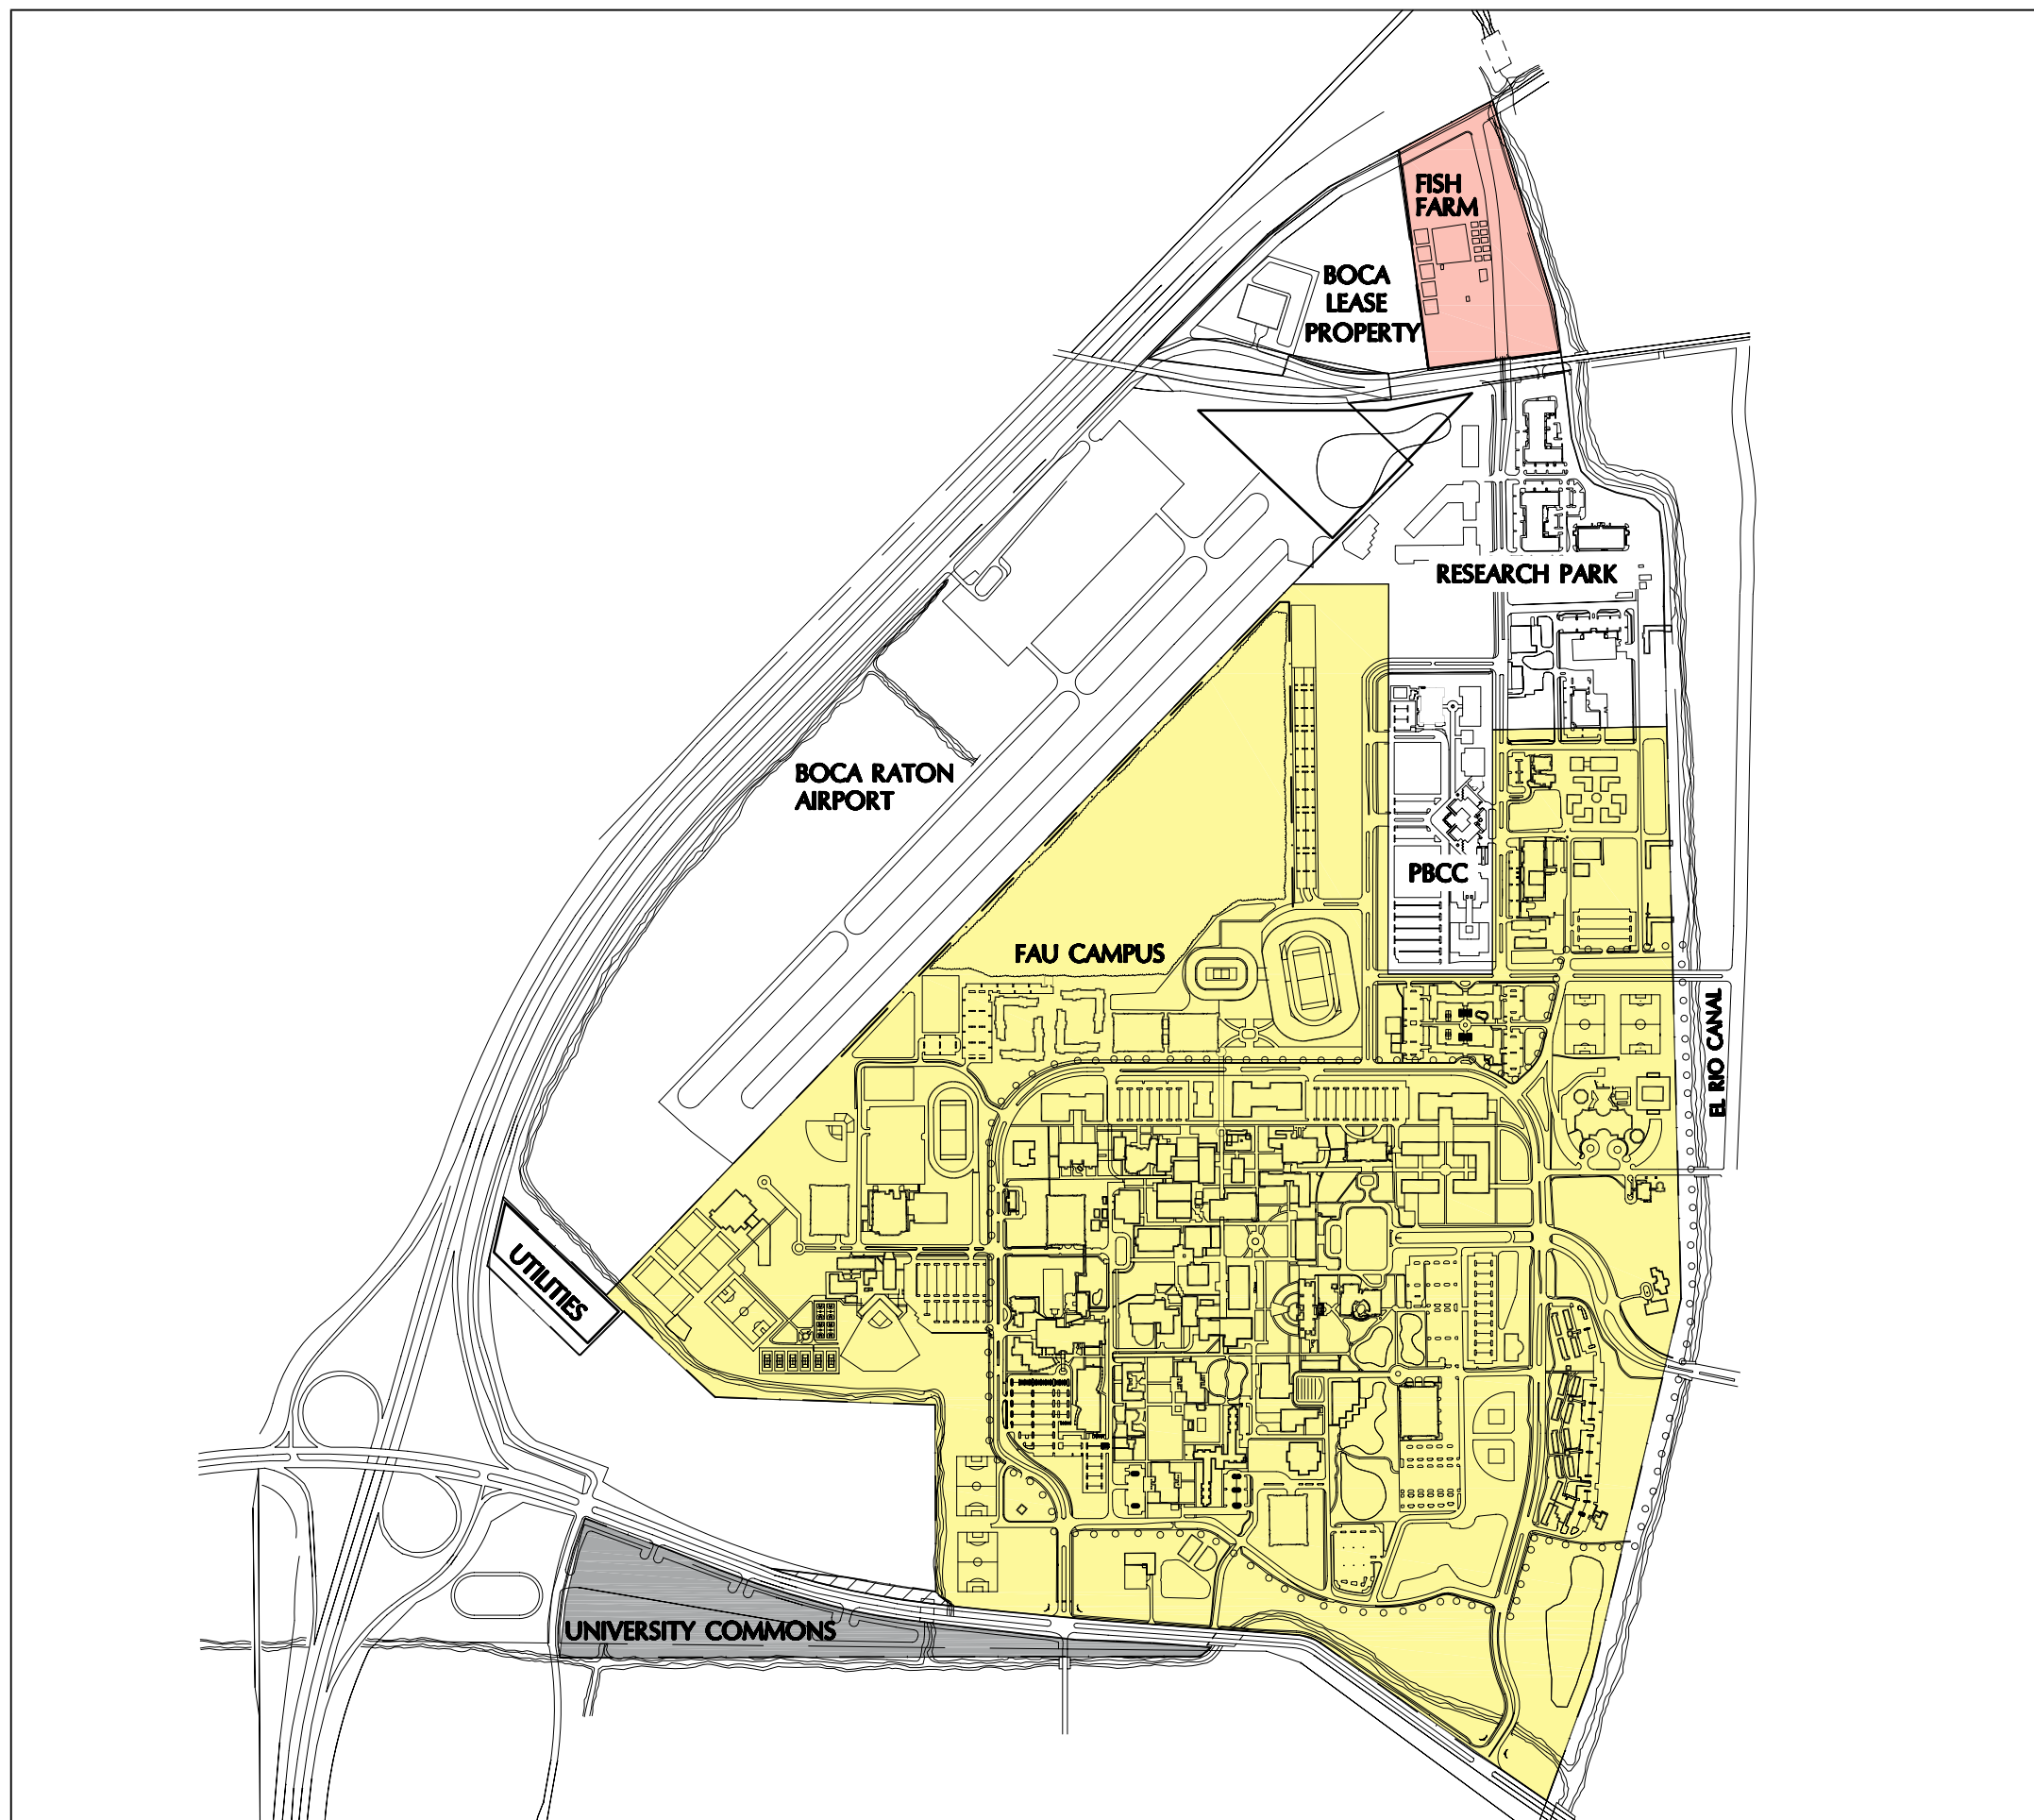 FISH
FARM
BOCA
LEASE
PROPERTY
RESEARCH PARK
BOCA RATON
AIRPORT
PBCC
FAU CAMPUS
EL RIO CANAL
UTILITIES
UNIVERSITY COMMONS